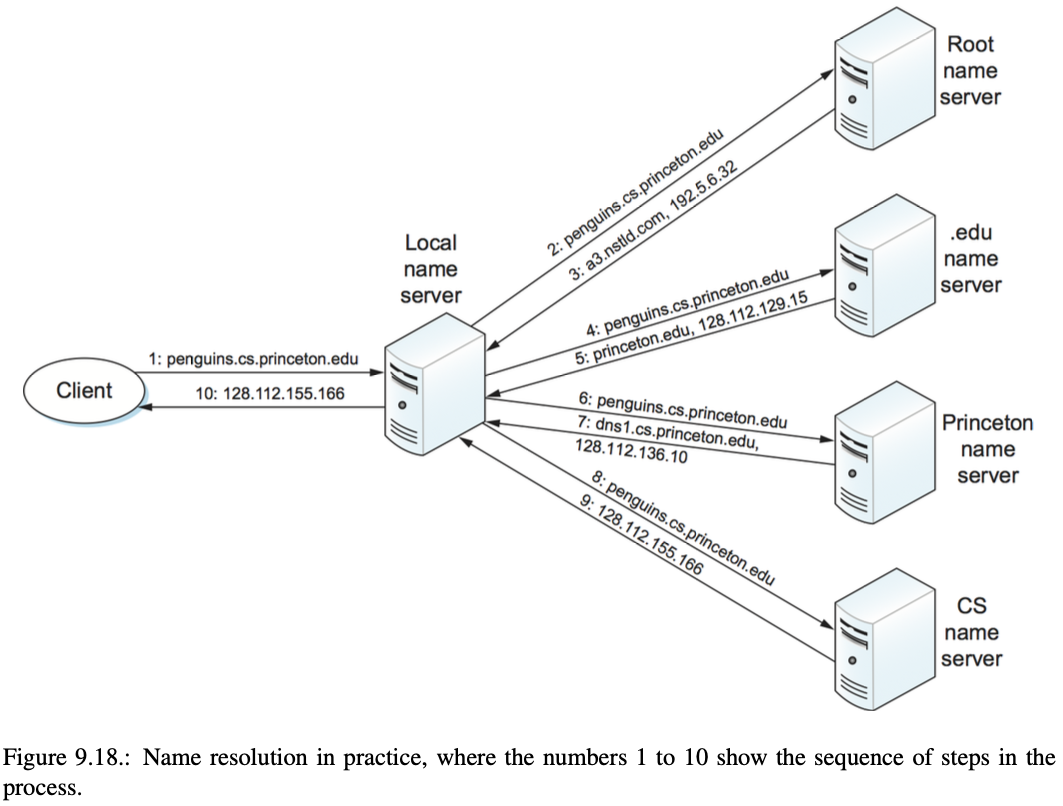 Root
name
server
2: penguins.cs.princeton.edu
3: a3.nstld.com, 192.5.6.32
.edu
name
server
Local
name
server
4: penguins.cs.princeton.edu
5: princeton.edu, 128.112.129.15
1: penguins.cs.princeton.edu
Client
10: 128.112.155.166
6: penguins.cs.princeton.edu
7: dns1.cs.princeton.edu,
128.112.136.10
Princeton
name
server
8: penguins.cs.princeton.edu
9: 128.112.155.166
CS
name
server
Figure 9.18.: Name resolution in practice, where the numbers 1 to 10 show the sequence of steps in the
process.